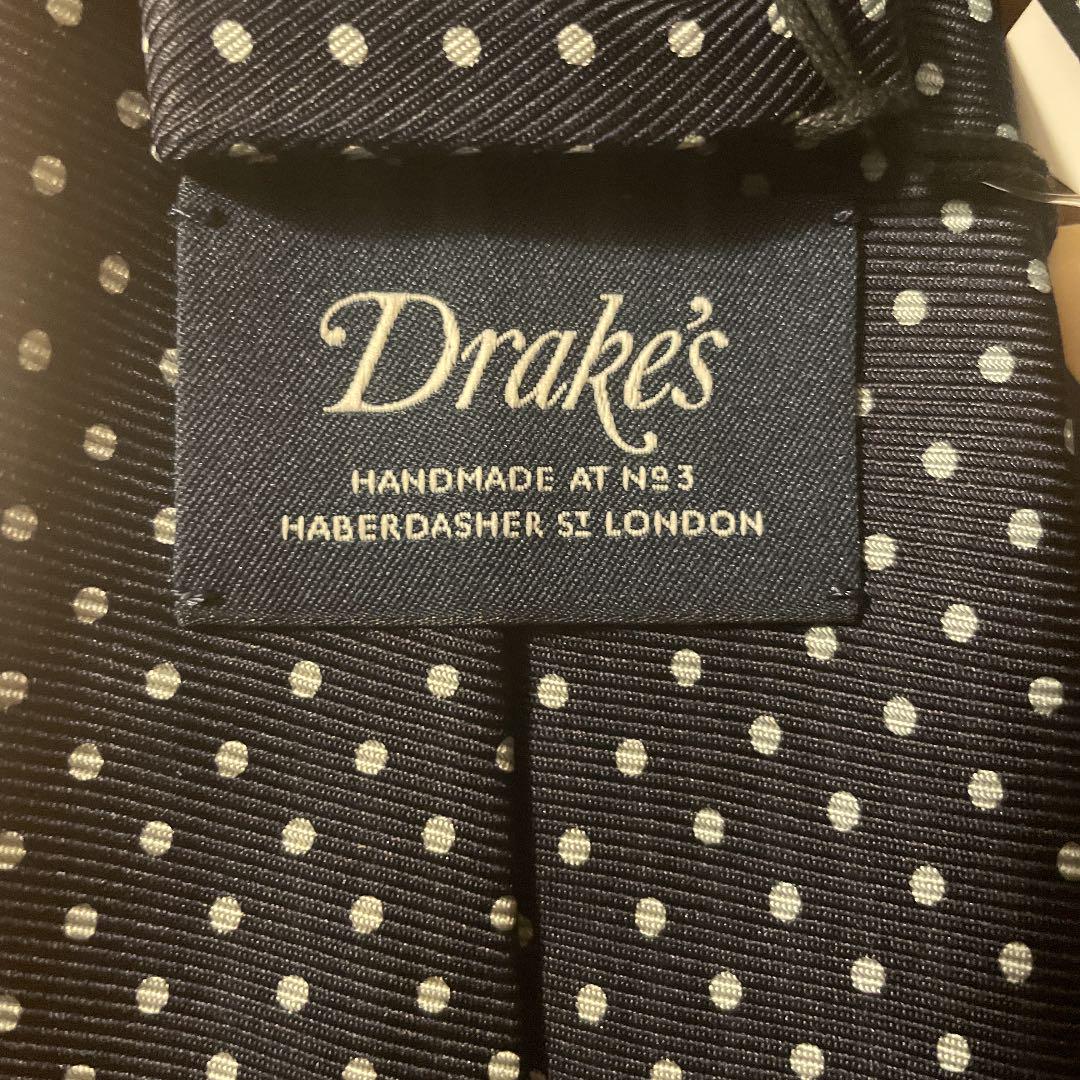 Drake's
HANDMADE AT Nº 3
HABERDASHER ST LONDON